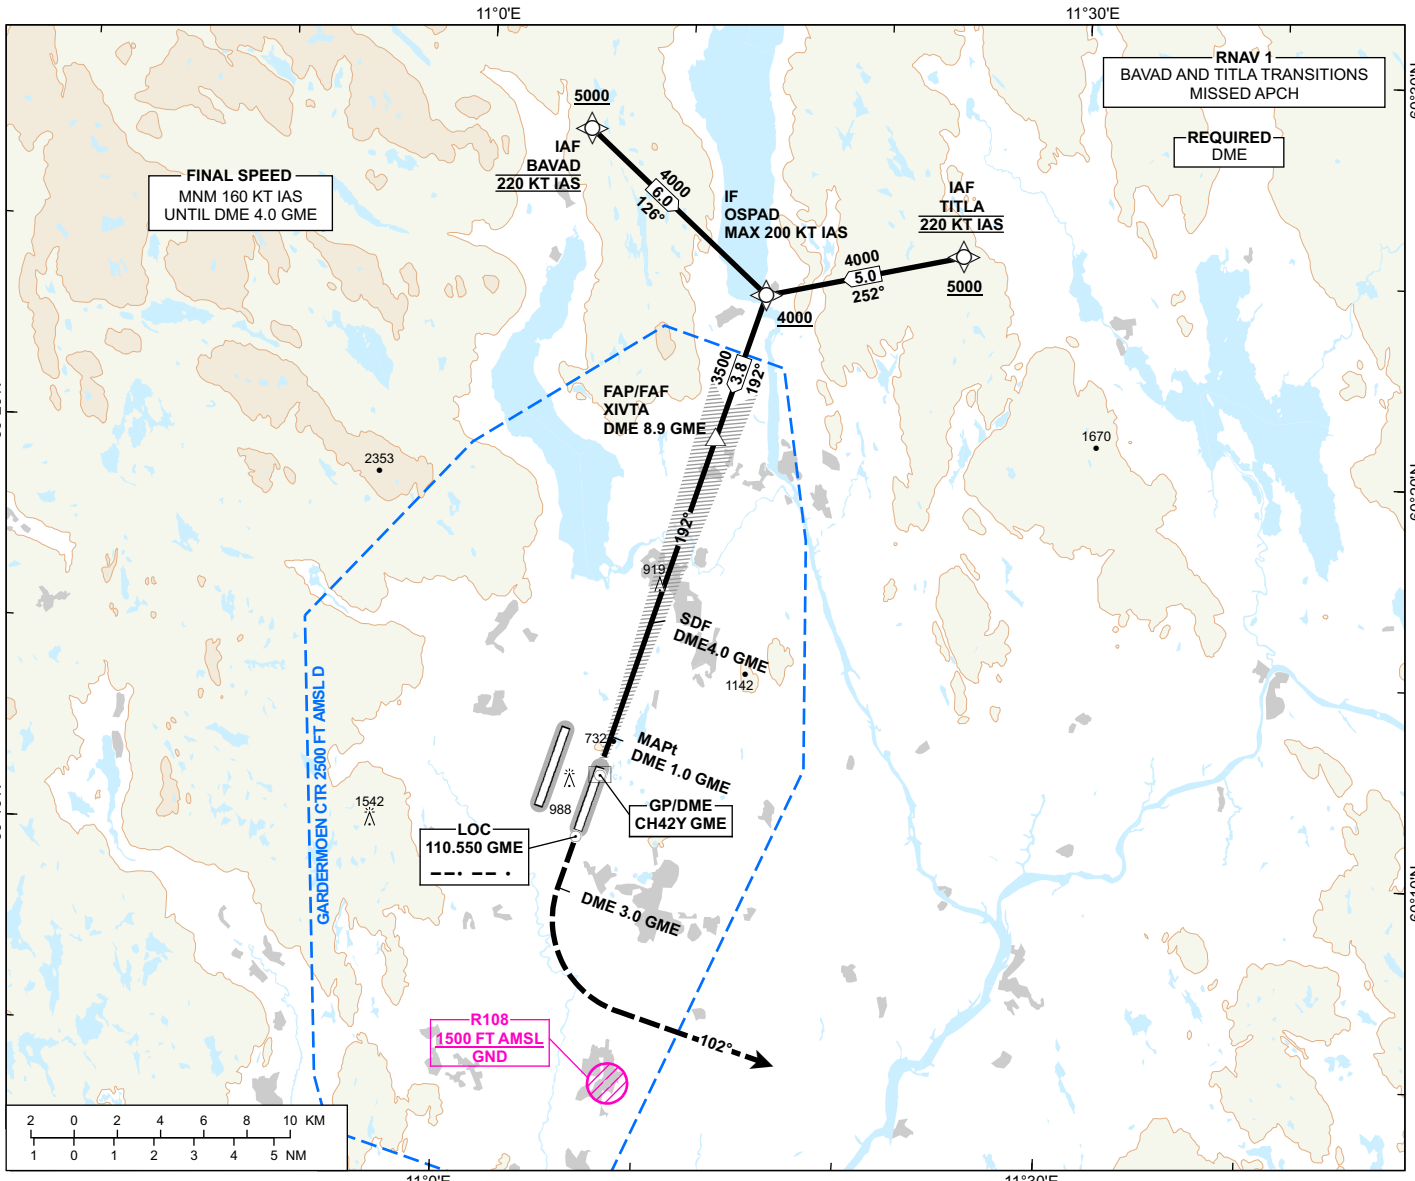 11°0'E
11°30'E
60°30'N
RNAV 1
BAVAD AND TITLA TRANSITIONS
MISSED APCH
REQUIRED
DME
5000
IAF
BAVAD
220 KT IAS
FINAL SPEED
MNM 160 KT IAS
UNTIL DME 4.0 GME
4000
6.0
126°
IF
OSPAD
MAX 200 KT IAS
IAF
TITLA
220 KT IAS
4000
5.0
252°
5000
4000
3500
3.8
192°
FAP/FAF
XIVTA
DME 8.9 GME
1670
2353
60°20'N
192°
919
SDF
DME4.0 GME
1142
GARDERMOEN CTR 2500 FT AMSL D
732
MAPt
DME 1.0 GME
988
1542
GP/DME
CH42Y GME
LOC
110.550 GME
DME 3.0 GME
60°10'N
R108
1500 FT AMSL
GND
102°
2 0 2 4 6 8 10 KM
1 0 1 2 3 4 5 NM
11°0'E
11°30'E